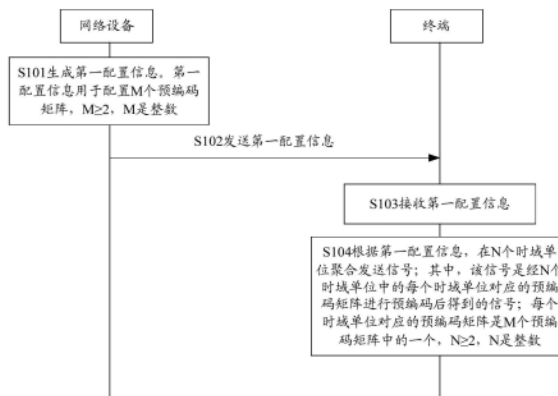 网络设备
终端
S101生成第一配置信息。第一
配置信息用于配置M个预编码
矩阵，M≥2，M是整数
S102发送第一配置信息
S103接收第一配置信息
S104根据第一配置信息，在N个时域单
位聚合发送信号；其中，该信号是经N个
时域单位中的每个时域单位对应的预编
码矩阵进行预编码后得到的信号；每个
时域单位对应的预编码矩阵是M个预编
码矩阵中的一个，N≥2，N是整数